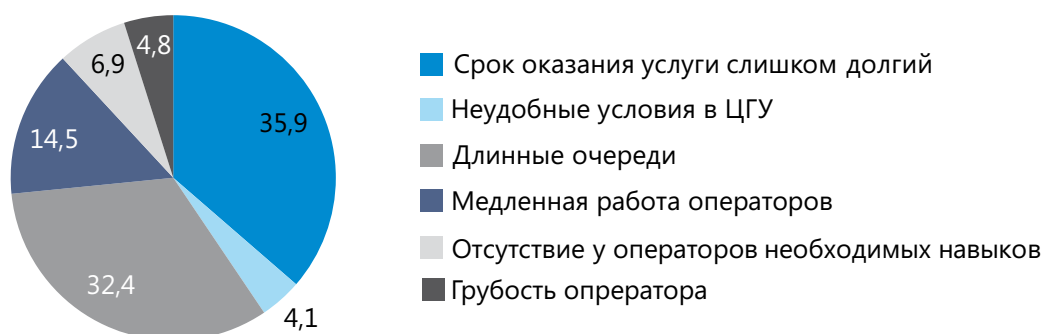 4,8
6,9
35,9
14,5
32,4
4,1
Срок оказания услуги слишком долгий
Неудобные условия в ЦГУ
Длинные очереди
Медленная работа операторов
Отсутствие у операторов необходимых навыков
Грубость опрератора